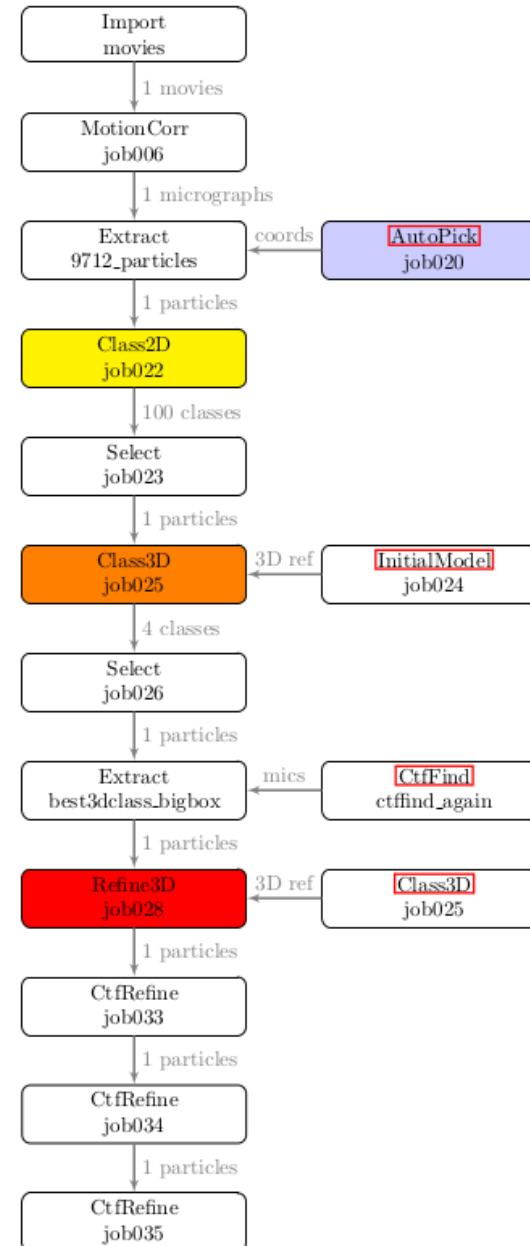 Import
movies
1 movies
MotionCorr
job006
1 micrographs
Extract
9712_particles
coords
AutoPick
job020
1 particles
Class2D
job022
100 classes
Select
job023
1 particles
Class3D
job025
3D ref
InitialModel
job024
4 classes
Select
job026
1 particles
Extract
best3dclass_bigbox
mics
CtfFind
ctffind_again
1 particles
Refine3D
job028
3D ref
Class3D
job025
1 particles
CtfRefine
job033
1 particles
CtfRefine
job034
1 particles
CtfRefine
job035